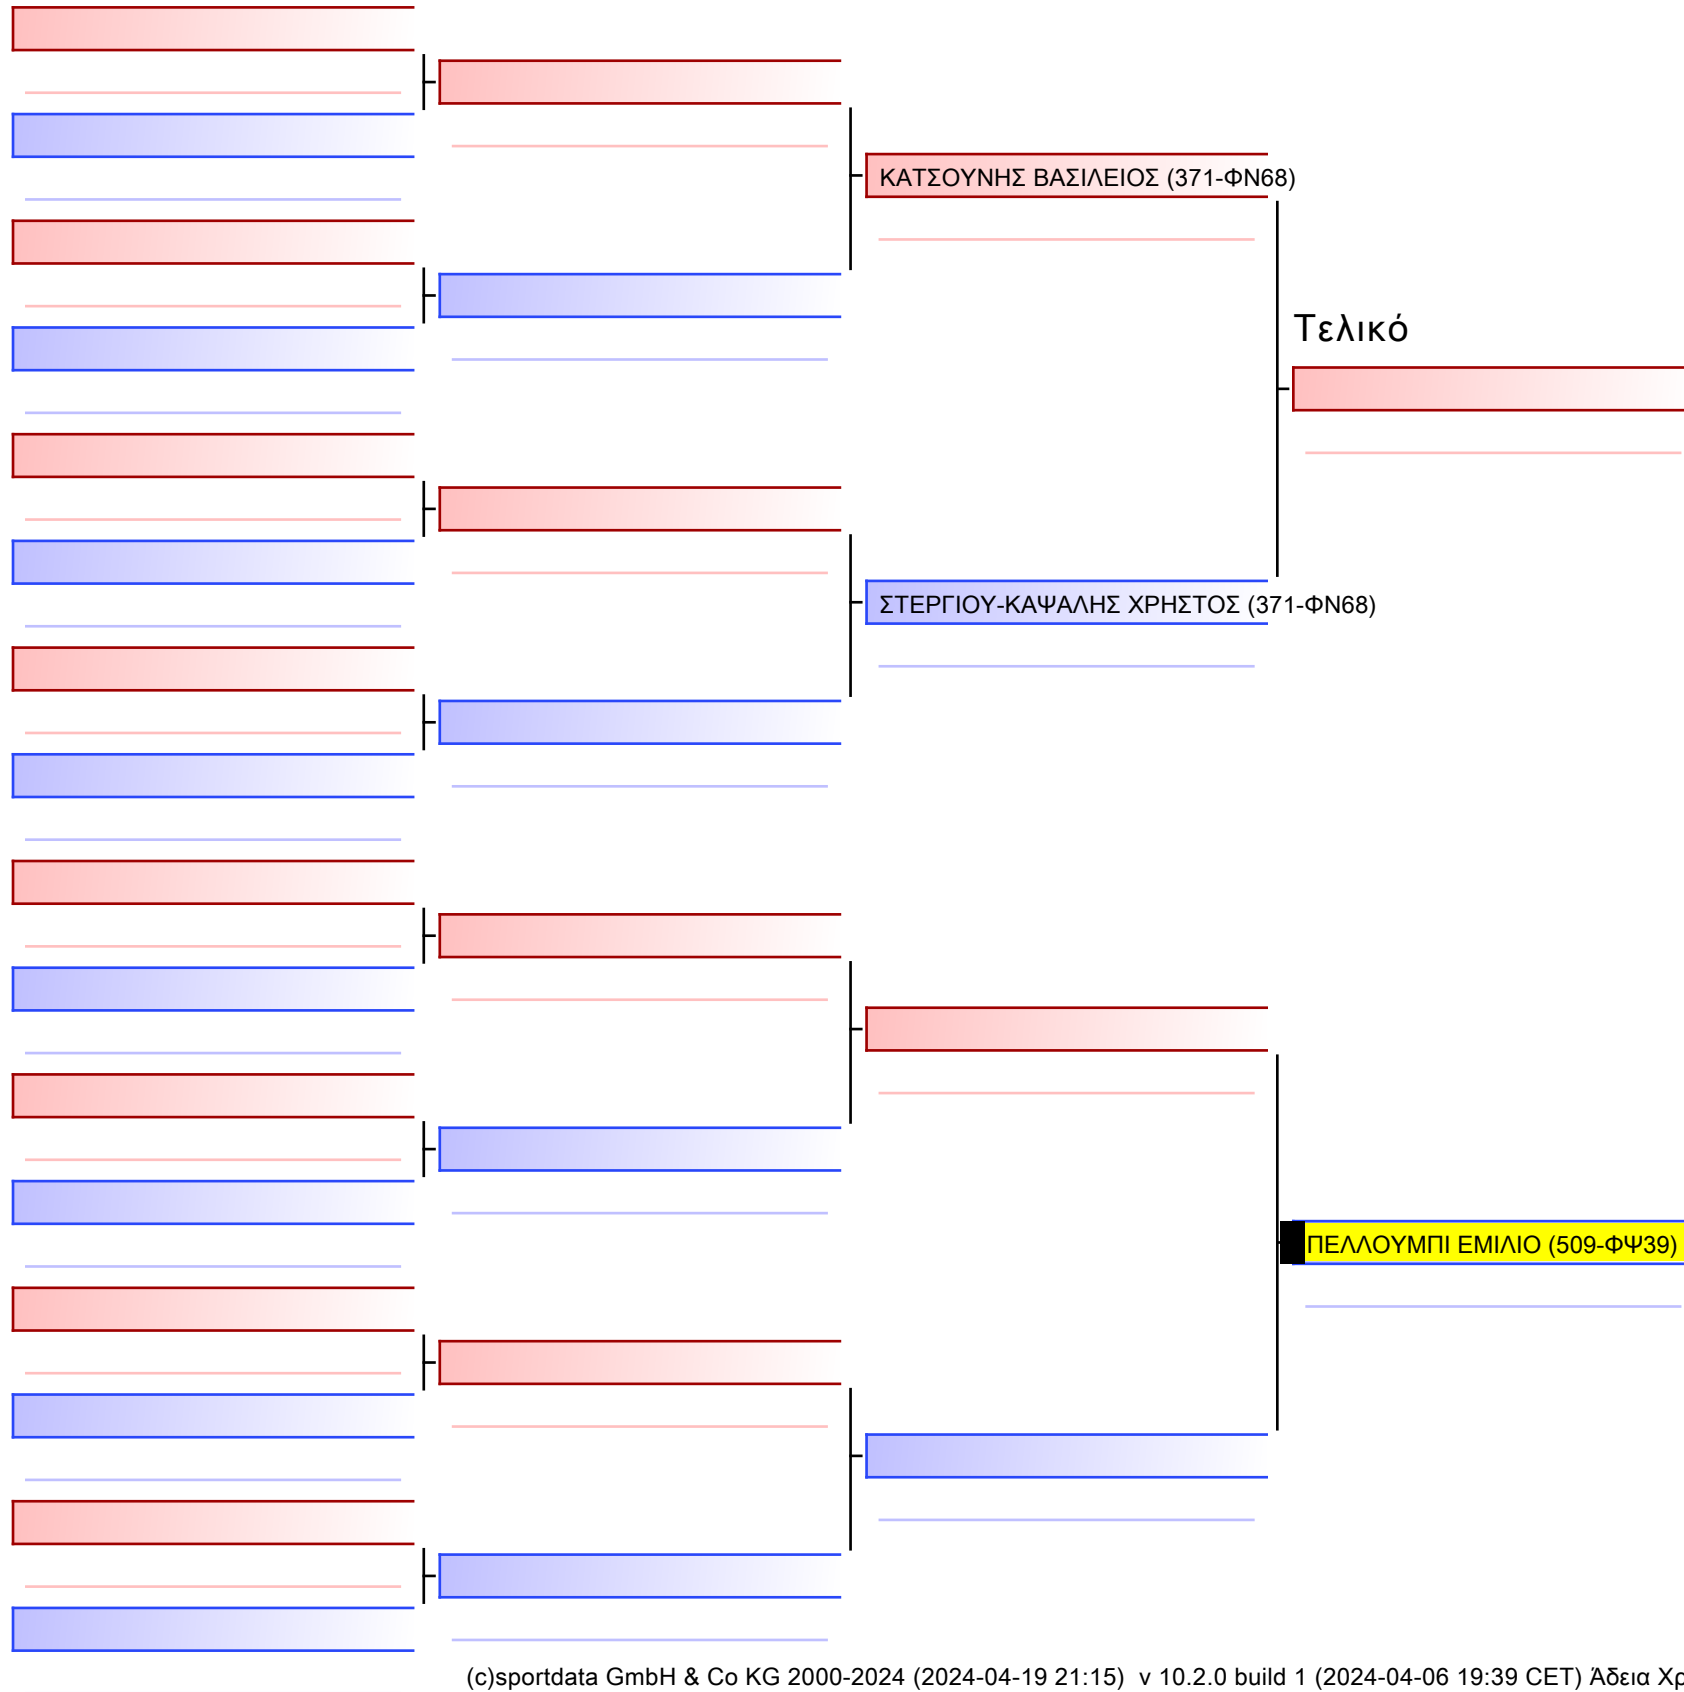 ΚΑΤΣΟΥΝΗΣ ΒΑΣΙΛΕΙΟΣ (371-ΦΝ68)
Τελικό
ΣΤΕΡΓΙΟΥ-ΚΑΨΑΛΗΣ ΧΡΗΣΤΟΣ (371-ΦΝ68)
ΠΕΛΛΟΥΜΠΙ ΕΜΙΛΙΟ (509-ΦΨ39)
(c)sportdata GmbH & Co KG 2000-2024 (2024-04-19 21:15) v 10.2.0 build 1 (2024-04-06 19:39 CET) Άδεια